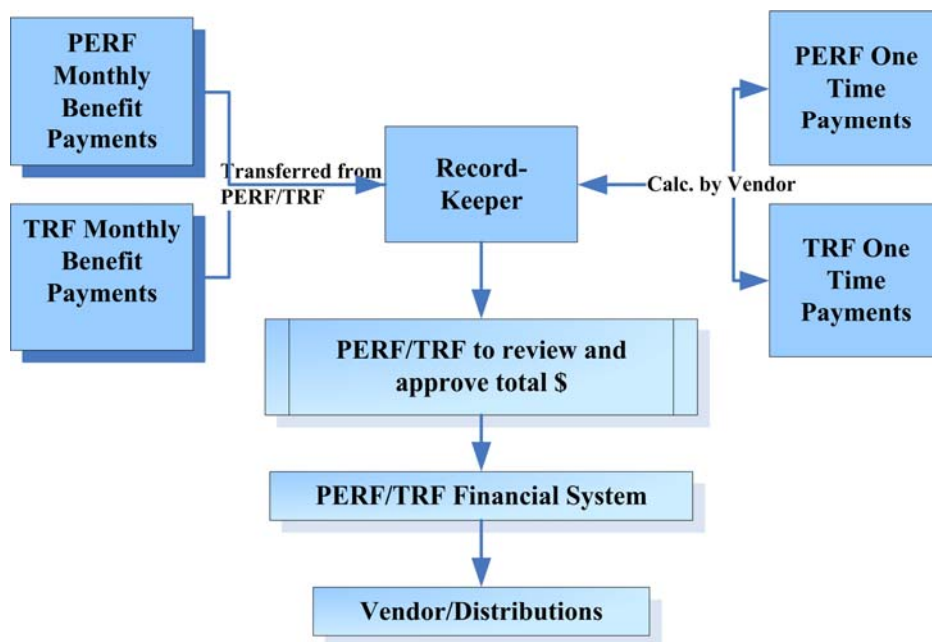 PERF
Monthly
Benefit
Payments
TRF Monthly
Benefit
Payments
Transferred from
PERF/TRF
Record-
Keeper
Calc. by Vendor
PERF One
Time
Payments
TRF One
Time
Payments
PERF/TRF to review and
approve total $
PERF/TRF Financial System
Vendor/Distributions